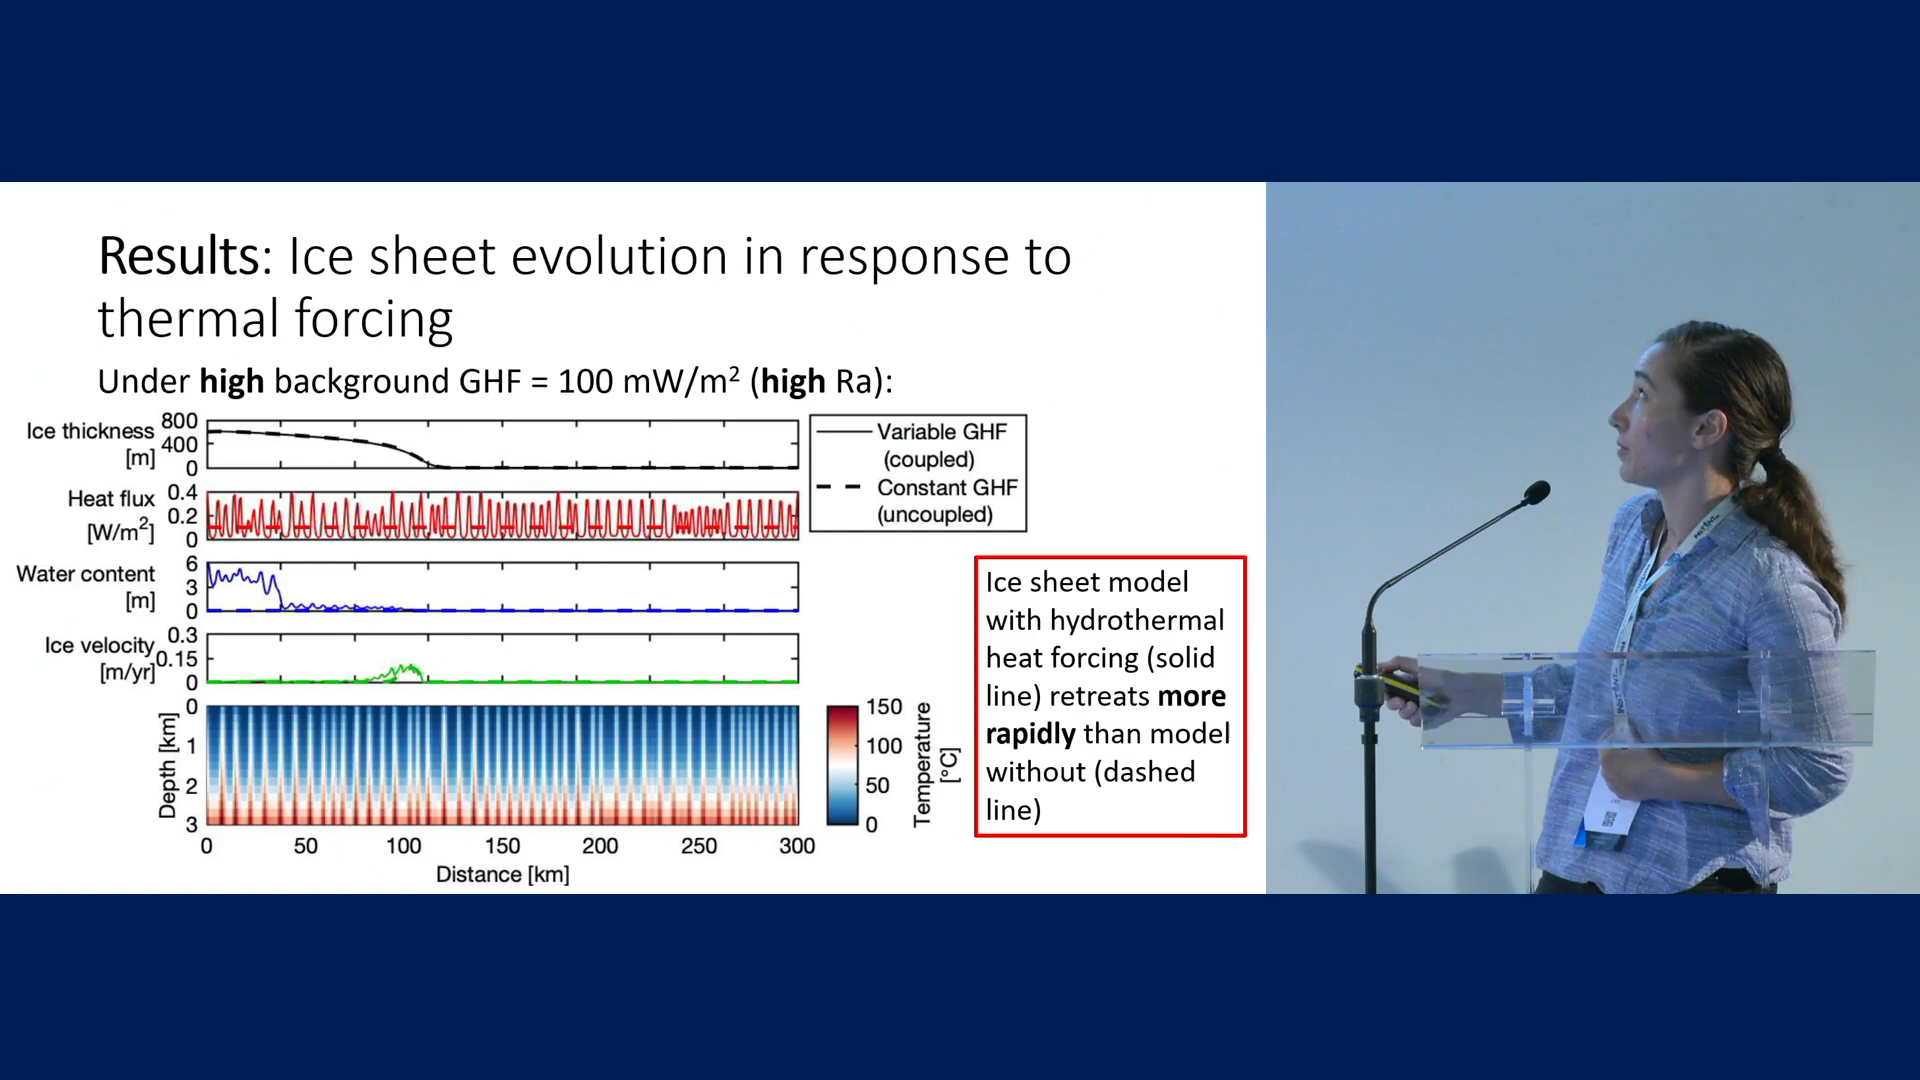 Results: Ice sheet evolution in response to
thermal forcing
Under high background GHF = 100 mW/m² (high Ra):
Ice thickness
[m]
800
400
0
Variable GHF
(coupled)
Constant GHF
(uncoupled)
Heat flux
[W/m²]
0.4
0.2
0
Water content
[m]
6
3
0
Ice velocity
[m/yr]
0.3
0.15
0
Depth [km]
0
1
2
3
0 50 100 150 200 250 300
Distance [km]
150
100
50
0
Temperature
[°C]
Ice sheet model
with hydrothermal
heat forcing (solid
line) retreats more
rapidly than model
without (dashed
line)